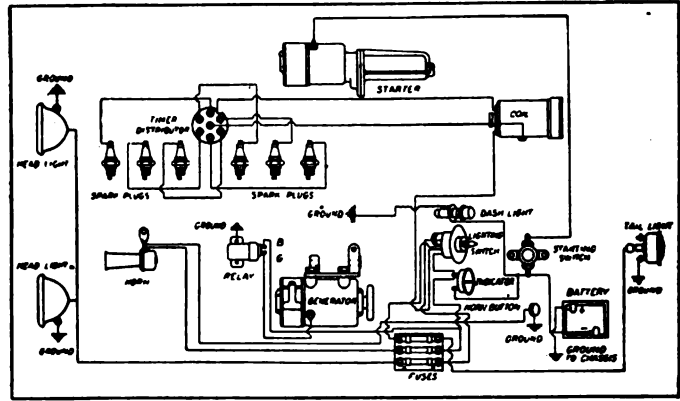 GROUND
STARTER
TIMER
DISTRIBUTOR
COIL
HEAD LIGHT
SPARK PLUGS
SPARK PLUGS
GROUND
DASH LIGHT
TAIL LIGHT
GROUND
B
G
LIGHTING
SWITCH
STARTING
SWITCH
RELAY
HORN
HEAD LIGHT
GENERATOR
INDICATOR
HORN BUTTON
BATTERY
GROUND
GROUND
GROUND
GROUND
TO CHASSIS
FUSES